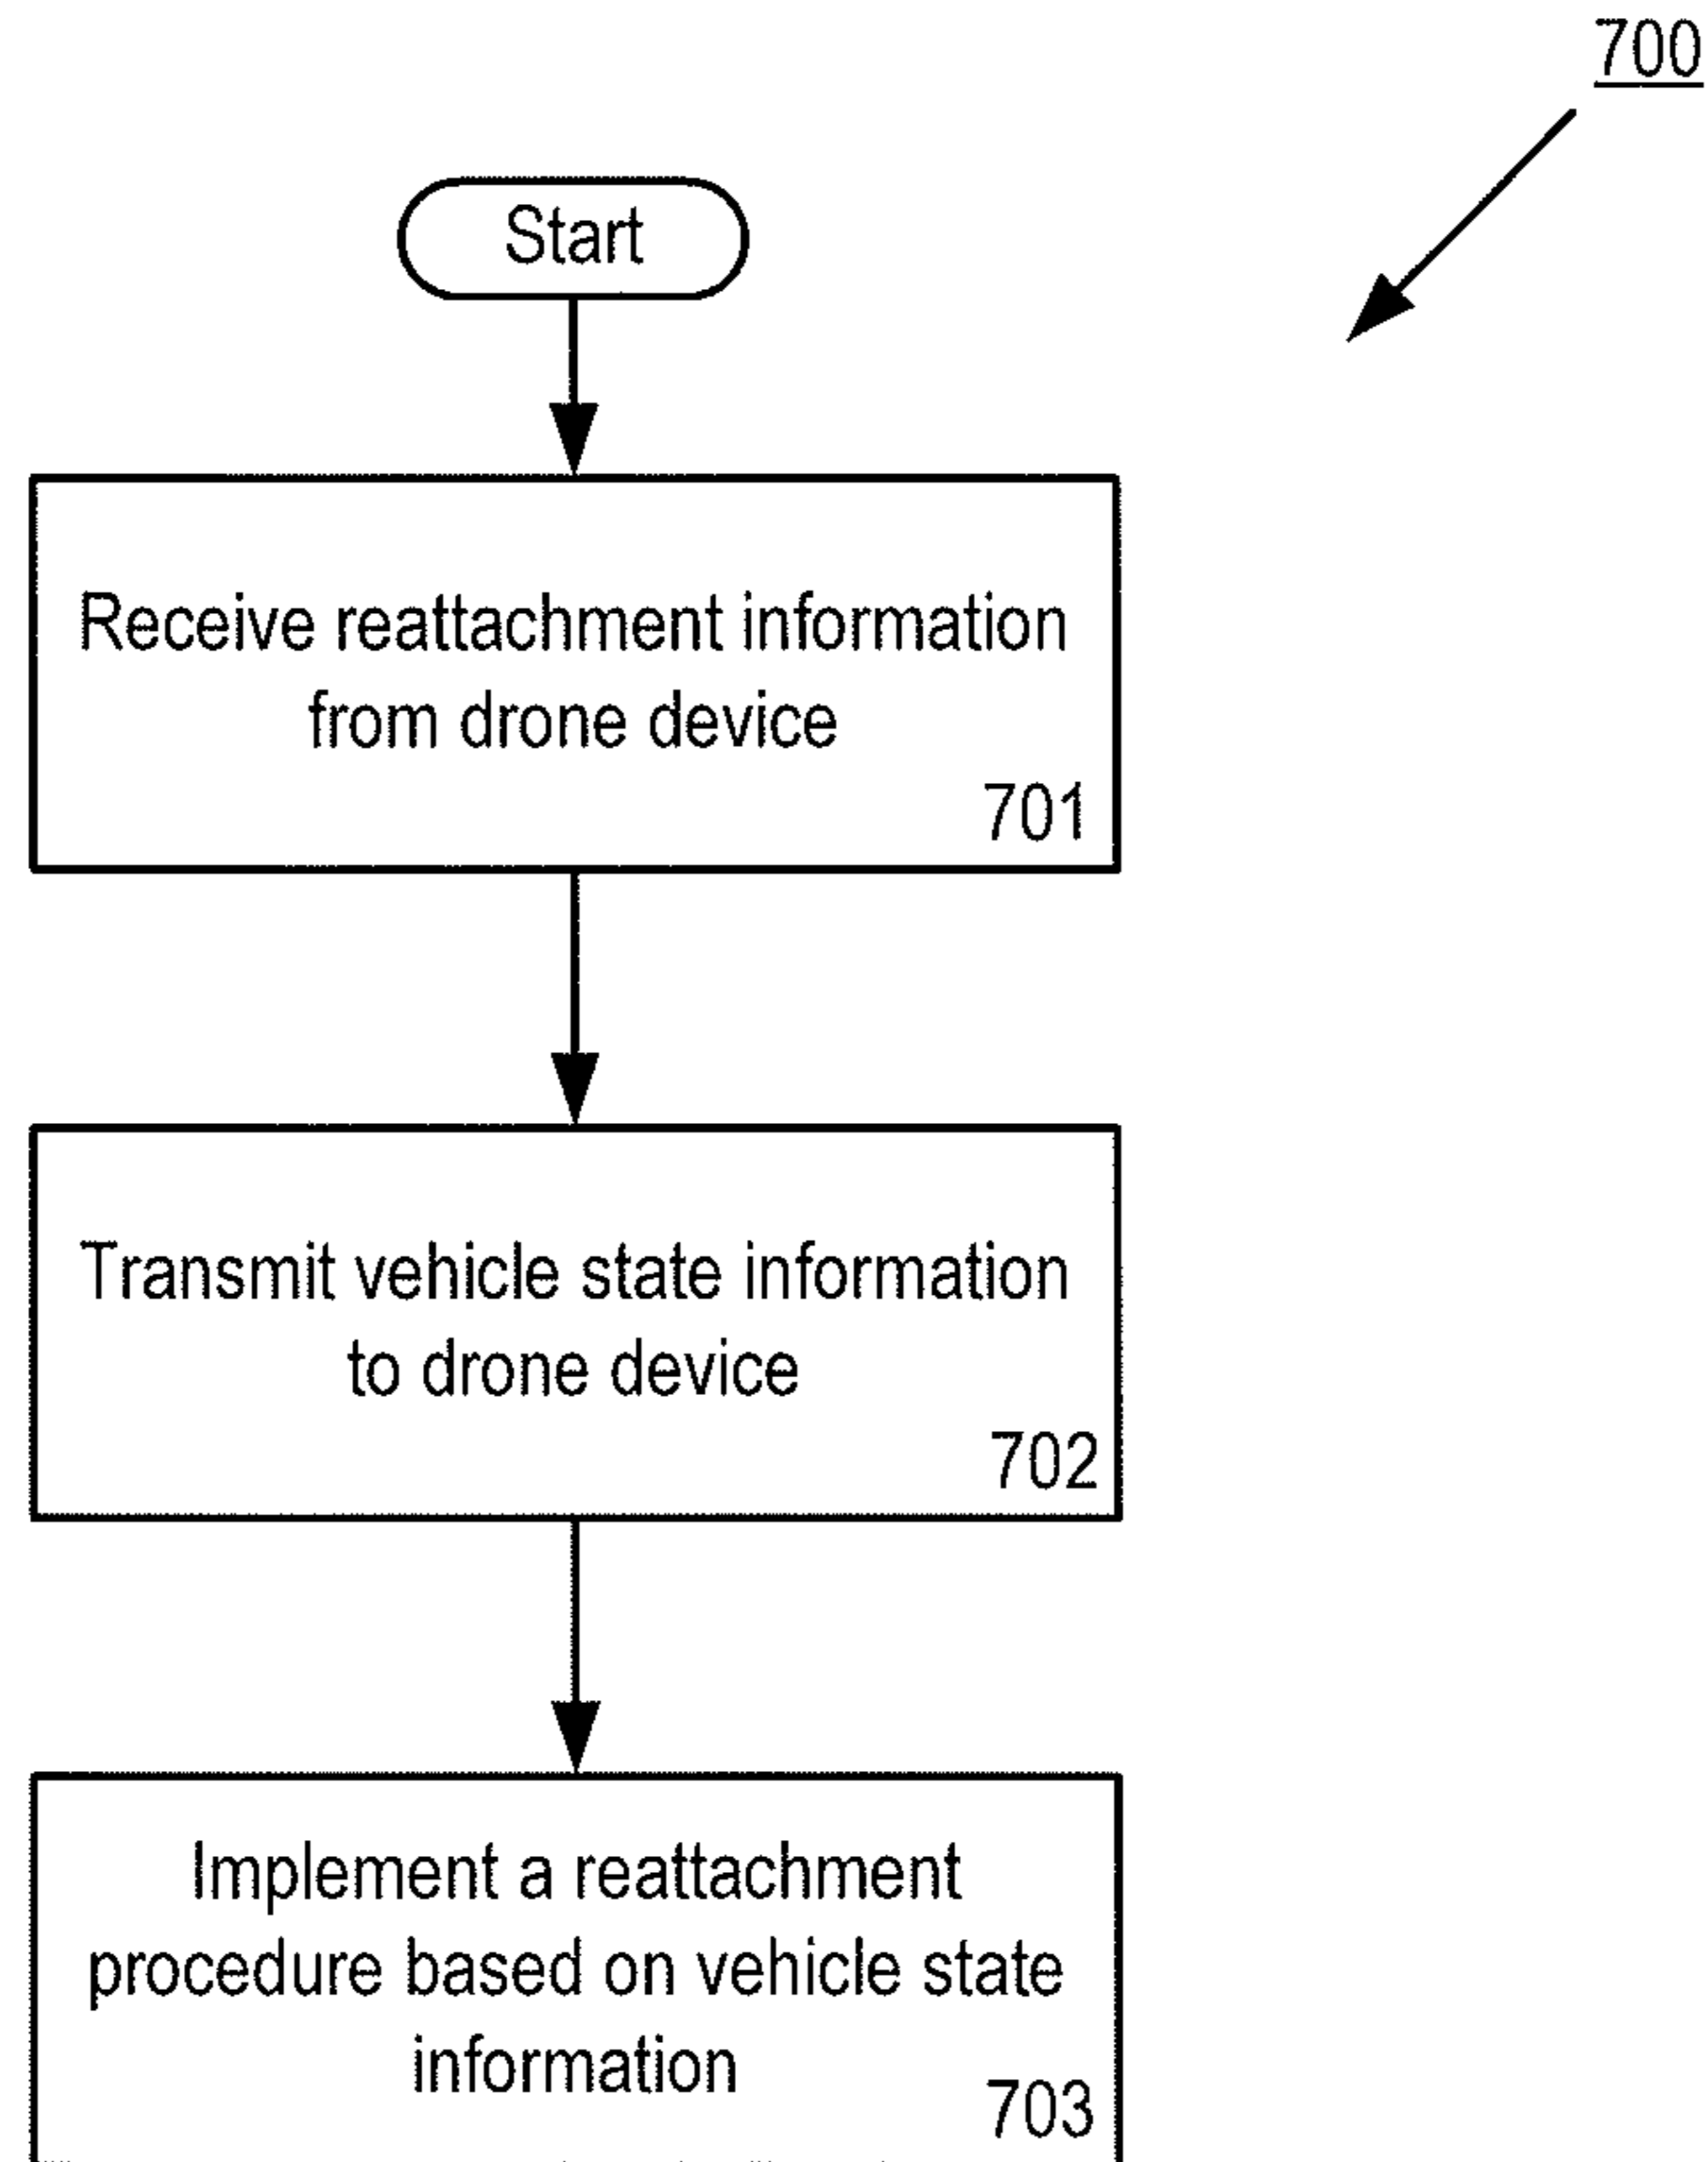 700
Start
Receive reattachment information
from drone device
701
Transmit vehicle state information
to drone device
702
Implement a reattachment
procedure based on vehicle state
information
703